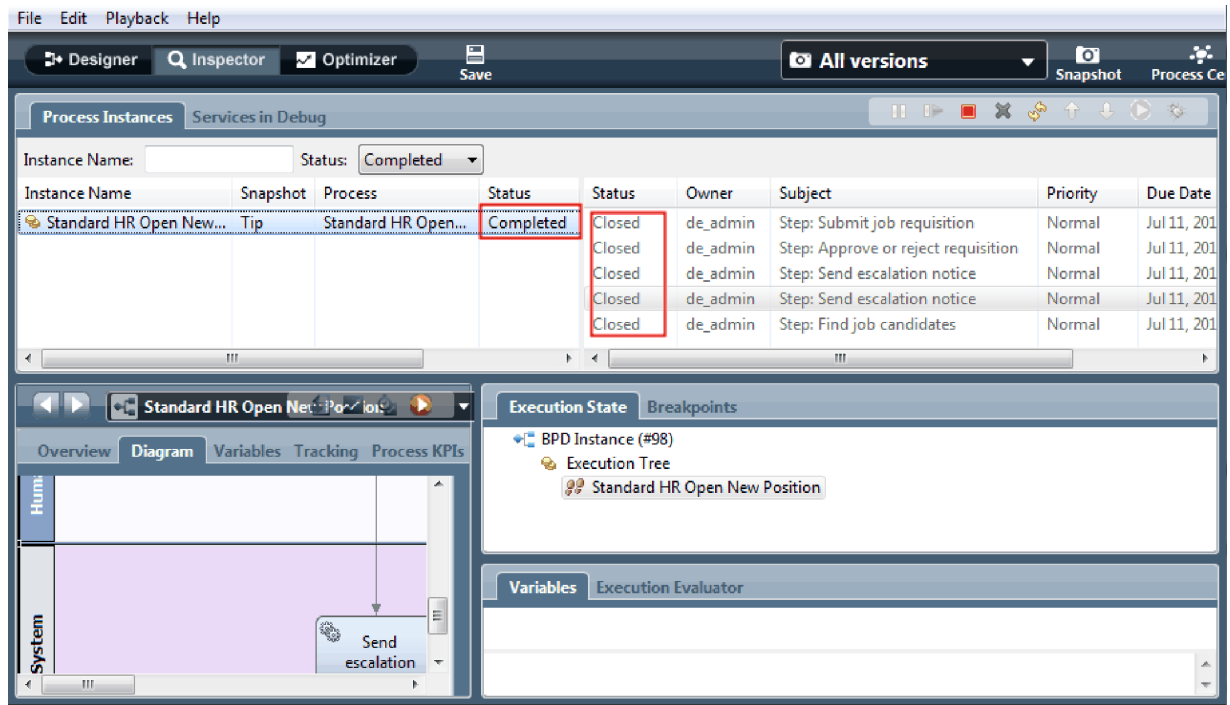 File Edit Playback Help
Designer Inspector Optimizer Save All versions Snapshot Process Ce
Process Instances Services in Debug
Instance Name: Status: Completed
Instance Name Snapshot Process Status Status Owner Subject Priority Due Date
Standard HR Open New... Tip Standard HR Open... Completed Closed de_admin Step: Submit job requisition Normal Jul 11, 201
Closed de_admin Step: Approve or reject requisition Normal Jul 11, 201
Closed de_admin Step: Send escalation notice Normal Jul 11, 201
Closed de_admin Step: Send escalation notice Normal Jul 11, 201
Closed de_admin Step: Find job candidates Normal Jul 11, 201
Standard HR Open Execution State Breakpoints
Overview Diagram Variables Tracking Process KPIs
BPD Instance (#98)
Execution Tree
Standard HR Open New Position
Huma
Variables Execution Evaluator
System
Send
escalation